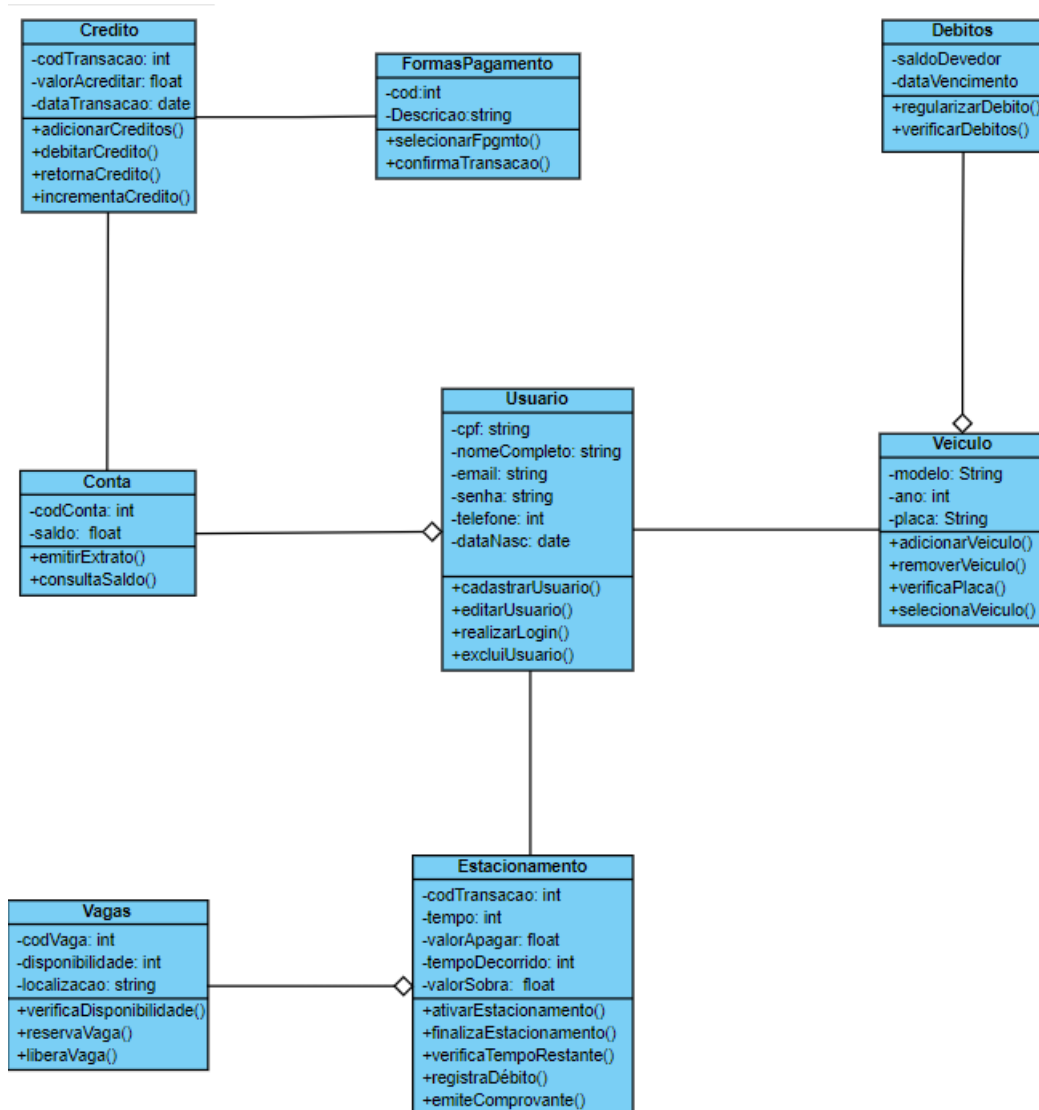 Credito
-codTransacao: int
-valorAcreditar: float
-dataTransacao: date
+adicionarCreditos()
+debitarCredito()
+retornaCredito()
+incrementaCredito()
FormasPagamento
-cod:int
-Descricao:string
+selecionarFpgmto()
+confirmaTransacao()
Debitos
-saldoDevedor
-dataVencimento
+regularizarDebito()
+verificarDebitos()
Conta
-codConta: int
-saldo: float
+emitirExtrato()
+consultaSaldo()
Usuario
-cpf: string
-nomeCompleto: string
-email: string
-senha: string
-telefone: int
-dataNasc: date
+cadastrarUsuario()
+editarUsuario()
+realizarLogin()
+excluiUsuario()
Veiculo
-modelo: String
-ano: int
-placa: String
+adicionarVeiculo()
+removerVeiculo()
+verificaPlaca()
+selecionaVeiculo()
Vagas
-codVaga: int
-disponibilidade: int
-localizacao: string
+verificaDisponibilidade()
+reservaVaga()
+liberaVaga()
Estacionamento
-codTransacao: int
-tempo: int
-valorApagar: float
-tempoDecorrido: int
-valorSobra: float
+ativarEstacionamento()
+finalizaEstacionamento()
+verificaTempoRestante()
+registraDébito()
+emiteComprovante()